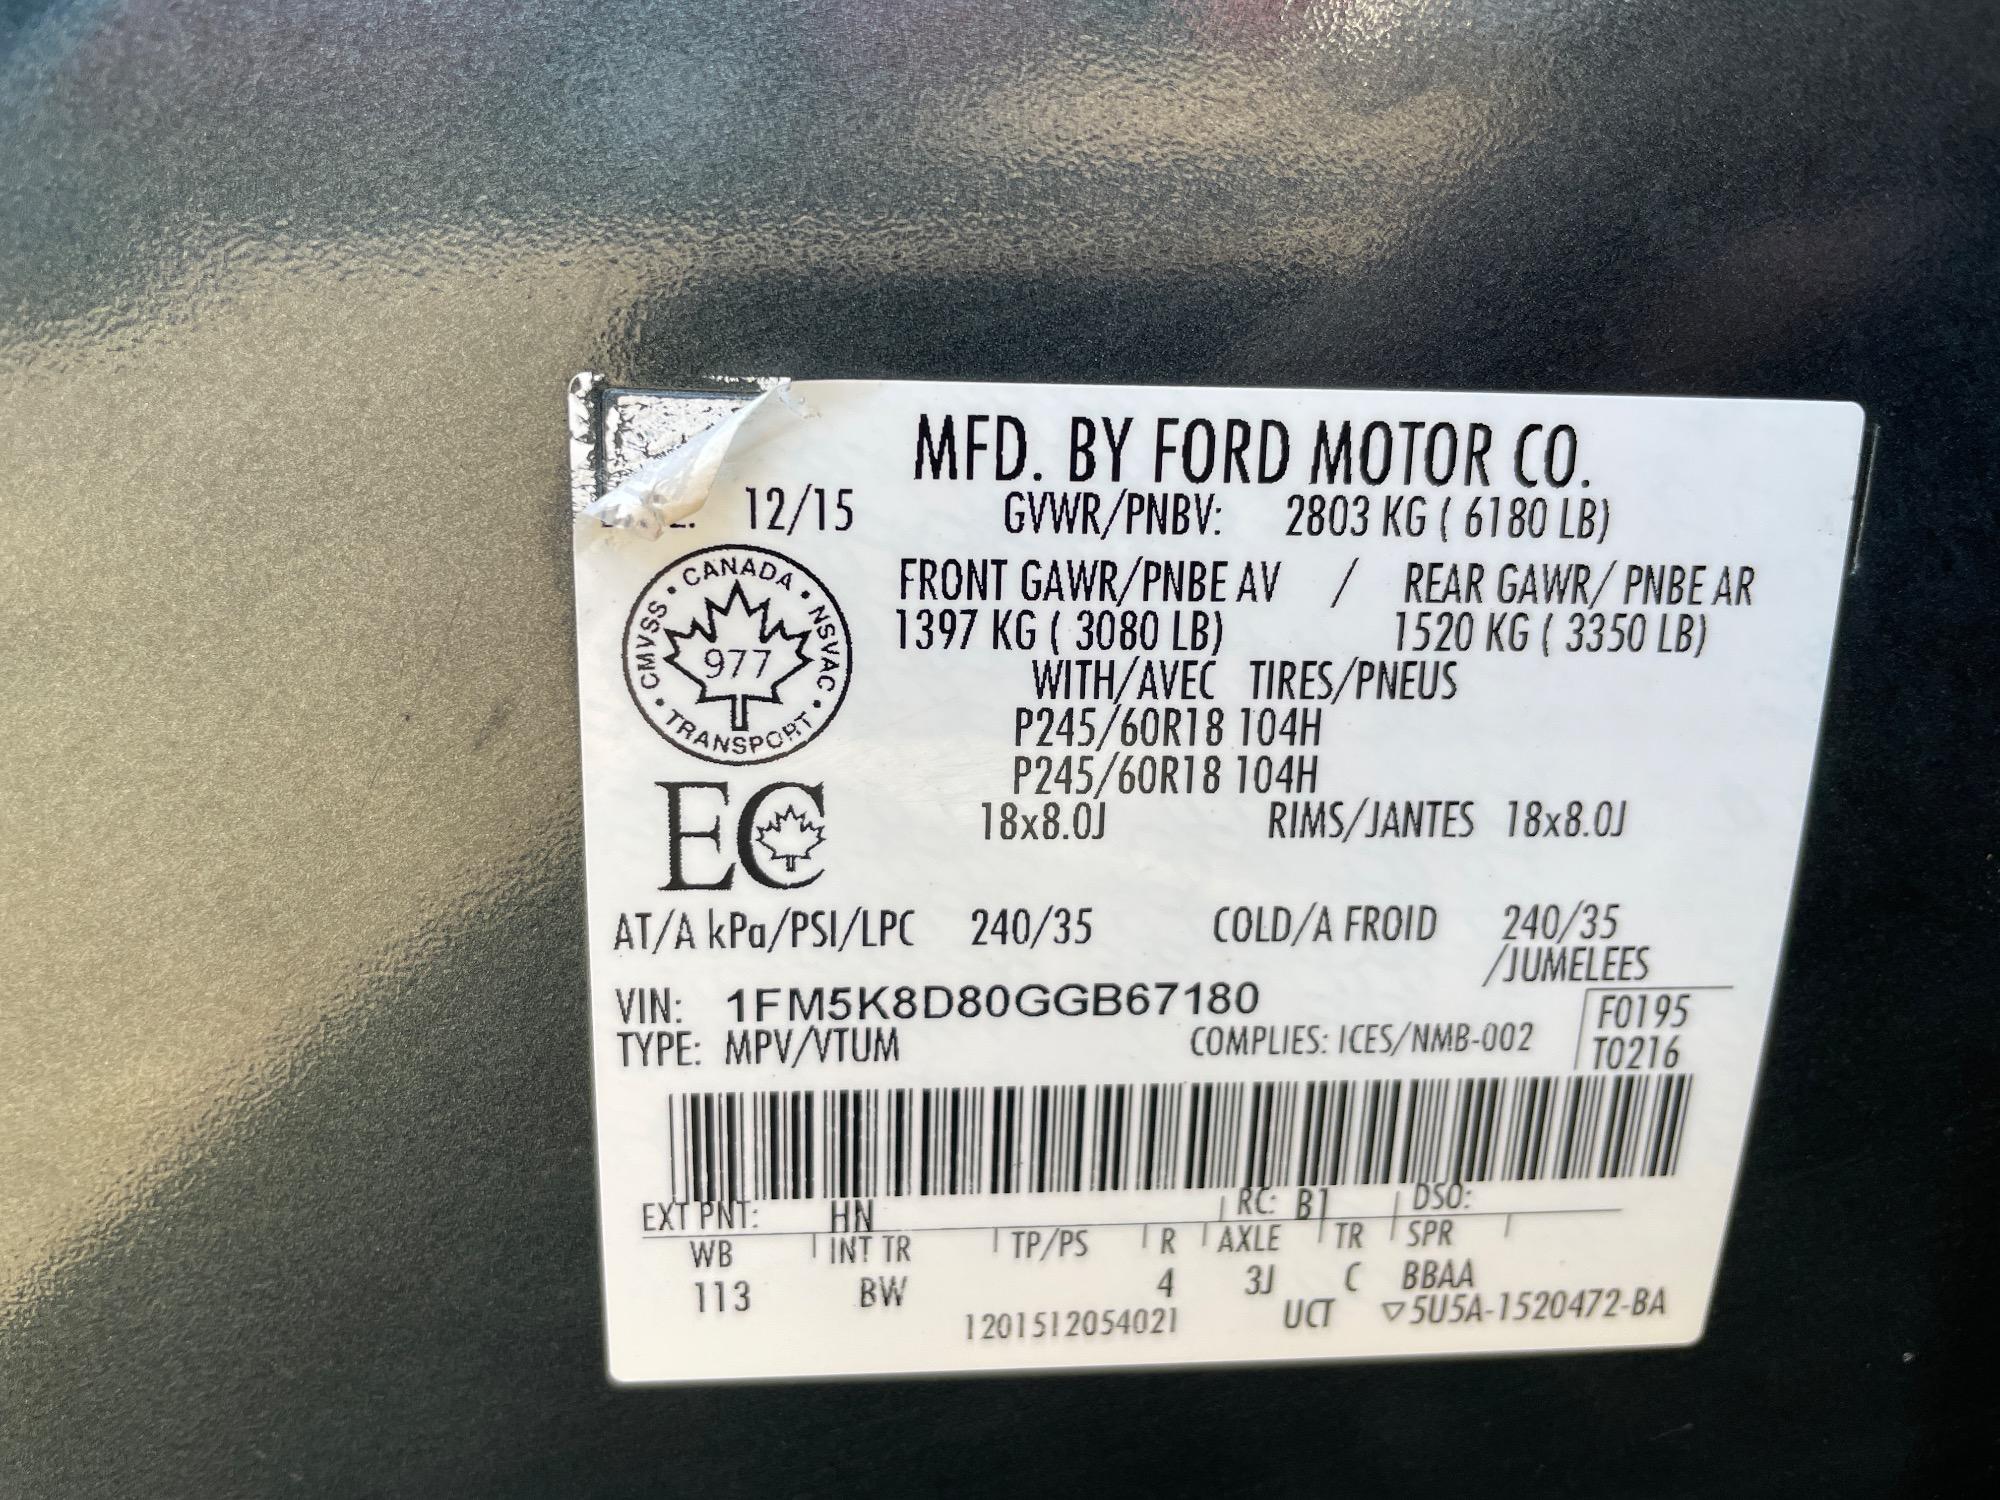 MFD. BY FORD MOTOR CO.
12/15 GVWR/PNBV: 2803 KG ( 6180 LB)
FRONT GAWR/PNBE AV / REAR GAWR/ PNBE AR
1397 KG ( 3080 LB) 1520 KG ( 3350 LB)
WITH/AVEC TIRES/PNEUS
P245/60R18 104H
P245/60R18 104H
18x8.0J RIMS/JANTES 18x8.0J
CANADA • NSVAC • TRANSPORT • CMVSS •
977
EC
AT/A kPa/PSI/LPC 240/35 COLD/A FROID 240/35
/JUMELEES
VIN: 1FM5K8D80GGB67180 F0195
TYPE: MPV/VTUM COMPLIES: ICES/NMB-002 T0216
EXT PNT: HN RC: B1 DSO:
WB INT TR TP/PS R AXLE TR SPR
113 BW 4 3J C BBAA
1201512054021 UCT ▽5U5A-1520472-BA